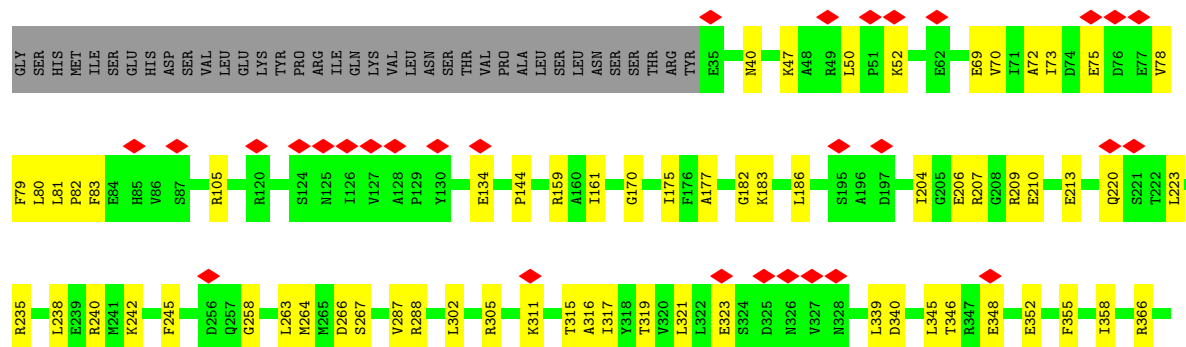 GLY SER HIS MET ILE SER GLU HIS ASP SER VAL LEU GLU LYS TYR PRO ARG ILE GLN LYS VAL LEU ASN SER THR VAL PRO ALA LEU SER LEU ASN SER SER THR ARG TYR E35 N40 K47 A48 R49 L50 P51 K52 E62 E69 V70 I71 A72 I73 D74 E75 D76 E77 V78
F79 L80 L81 P82 F83 E84 H85 V86 S87 R105 R120 S124 N125 I126 V127 A128 P129 Y130 E134 P144 R159 A160 I161 G170 I175 F176 A177 G182 K183 L186 S195 A196 D197 I204 G205 E206 R207 G208 R209 E210 E213 Q220 S221 T222 L223
R235 L238 E239 R240 M241 K242 F245 D256 Q257 G258 L263 M264 M265 D266 S267 V287 R288 L302 R305 K311 T315 A316 I317 Y318 T319 V320 L321 L322 E323 S324 D325 N326 V327 N328 L339 D340 L345 T346 R347 E348 E352 F355 I358 R366